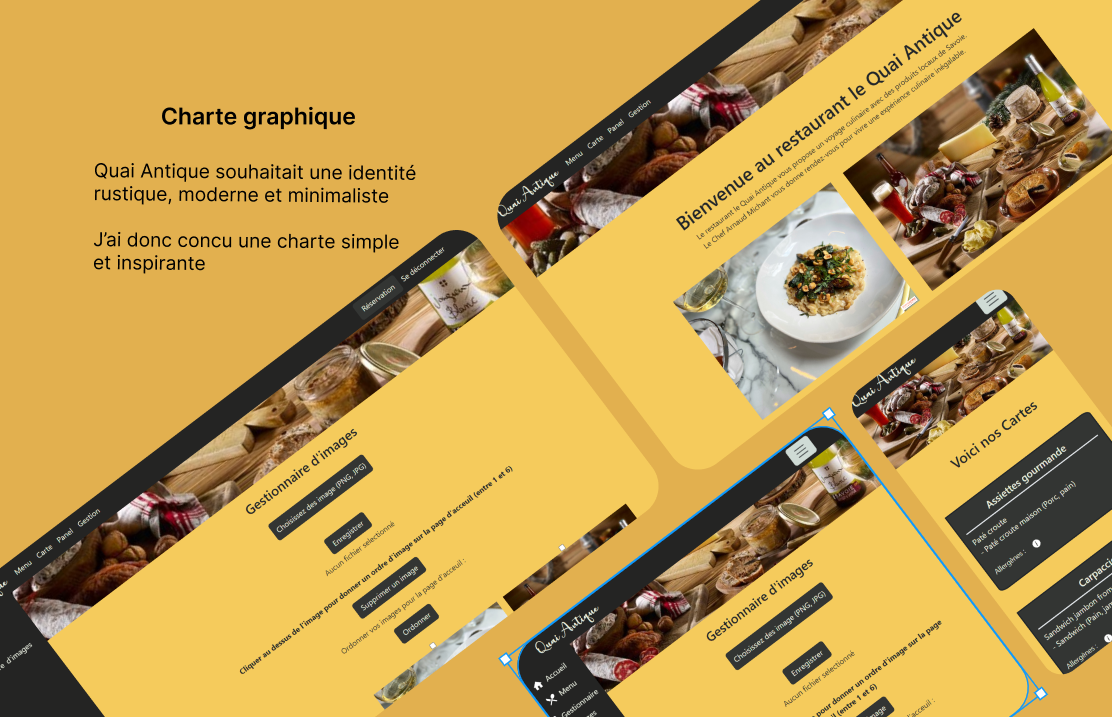 Charte graphique
Quai Antique souhaitait une identité
rustique, moderne et minimaliste
J'ai donc concu une charte simple
et inspirante
Quai Antique
Menu Carte Panel Gestion
Bienvenue au restaurant le Quai Antique
Le restaurant le Quai Antique vous propose un voyage culinaire avec des produits locaux de Savoie.
Le Chef Arnaud Michant vous donne rendez-vous pour vivre une expérience culinaire inégalable.
Réservation
Se déconnecter
Menu Carte Panel Gestion
Gestionnaire d'images
Choisissez des image (PNG, JPG)
Enregistrer
Aucun fichier selectionné
Cliquer au dessus de l'image pour donner un ordre d'image sur la page d'acceuil (entre 1 et 6)
Supprimer un image
Ordonner vos images pour la page d'acceuil :
Ordonner
e d'images
Quai Antique
Voici nos Cartes
Assiettes gourmande
Paté croute
- Paté croute maison (Porc, pain)
Allergènes :
Carpaccio
Sandwich jambon from
- Sandwich (Pain, jam
Allergènes :
Quai Antique
Accueil
Menu
Gestionnaire
Gestionnaire d'images
Choisissez des image (PNG, JPG)
Enregistrer
Aucun fichier selectionné
pour donner un ordre d'image sur la page
l (entre 1 et 6)
image
page d'acceuil :